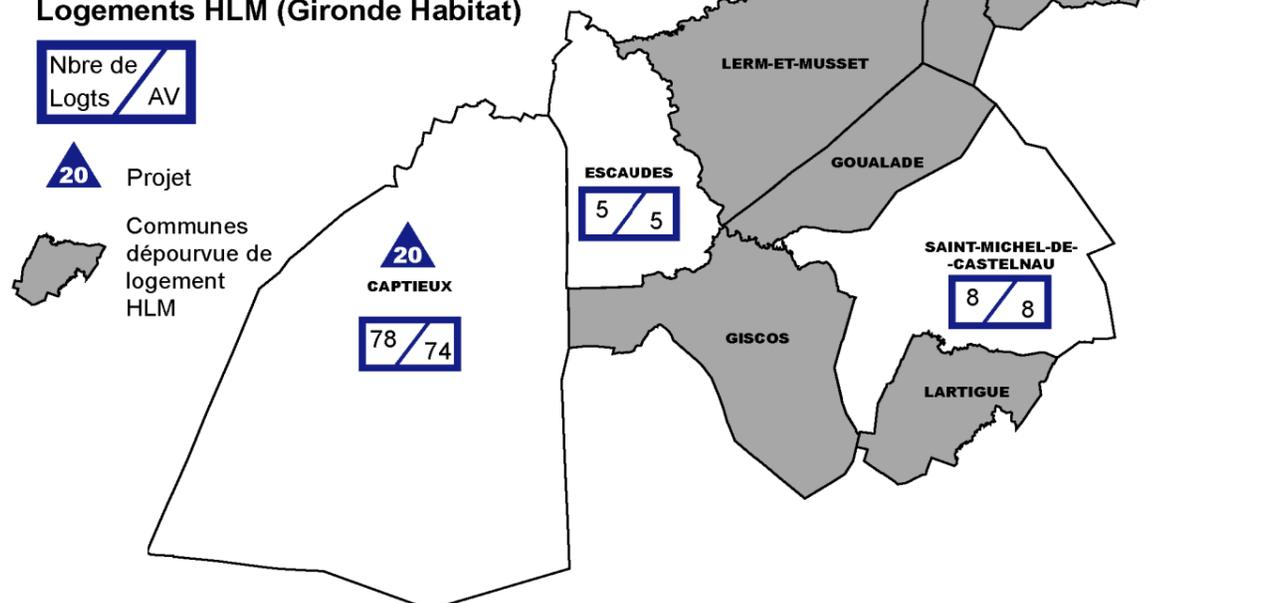 Logements HLM (Gironde Habitat)
Nbre de
Logts
AV
20
Projet
Communes
dépourvue de
logement
HLM
LERM-ET-MUSSET
GOUALADE
ESCAUDES
5
5
20
CAPTIEUX
78
74
SAINT-MICHEL-DE-
-CASTELNAU
8
8
GISCOS
LARTIGUE